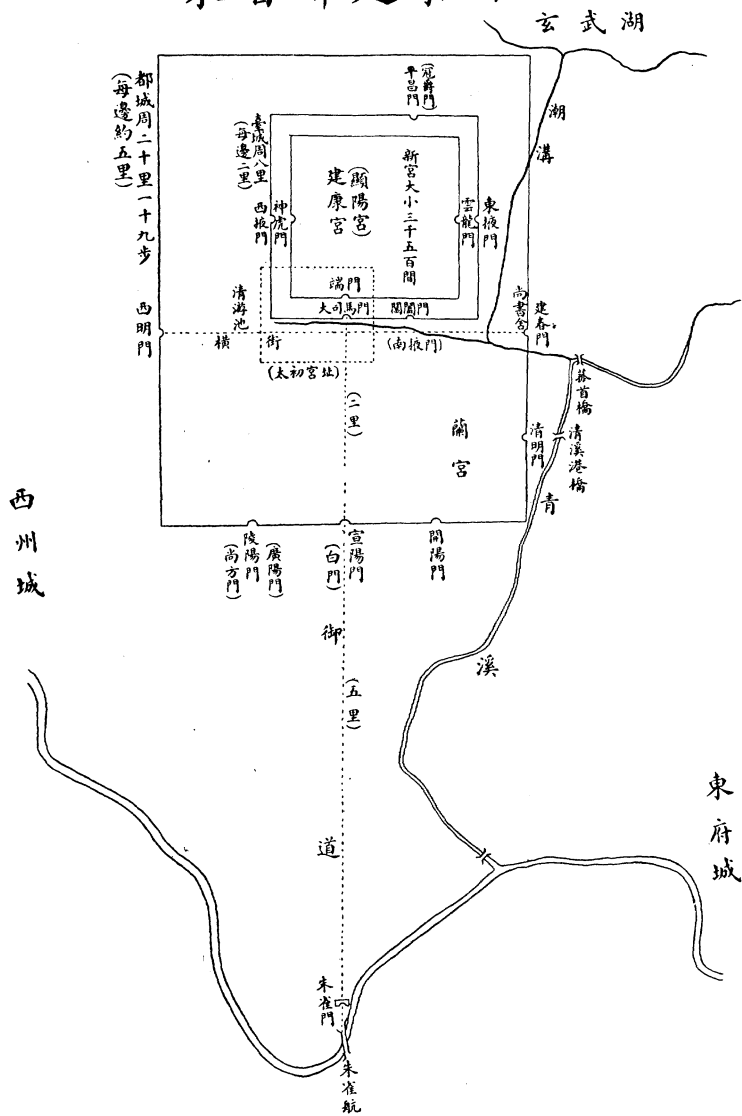 玄武湖
潮溝
都城周二十里一十九步
(每邊約五里)
(冠爵門)
平昌門
臺城周八里
(每邊二里)
新宮大小三千五百間
(顯陽宮)
建康宮
神虎門
西掖門
雲龍門
東掖門
端門
大司馬門
閶闔門
(南掖門)
尚書舍
建春門
清游池
西明門
橫街
(太初宮址)
(二里)
蘭宮
清明門
清溪港橋
菰首橋
青溪
西州城
陵陽門
(廣陽門)
(尚方門)
宣陽門
(白門)
開陽門
御道
(五里)
東府城
朱雀門
朱雀航